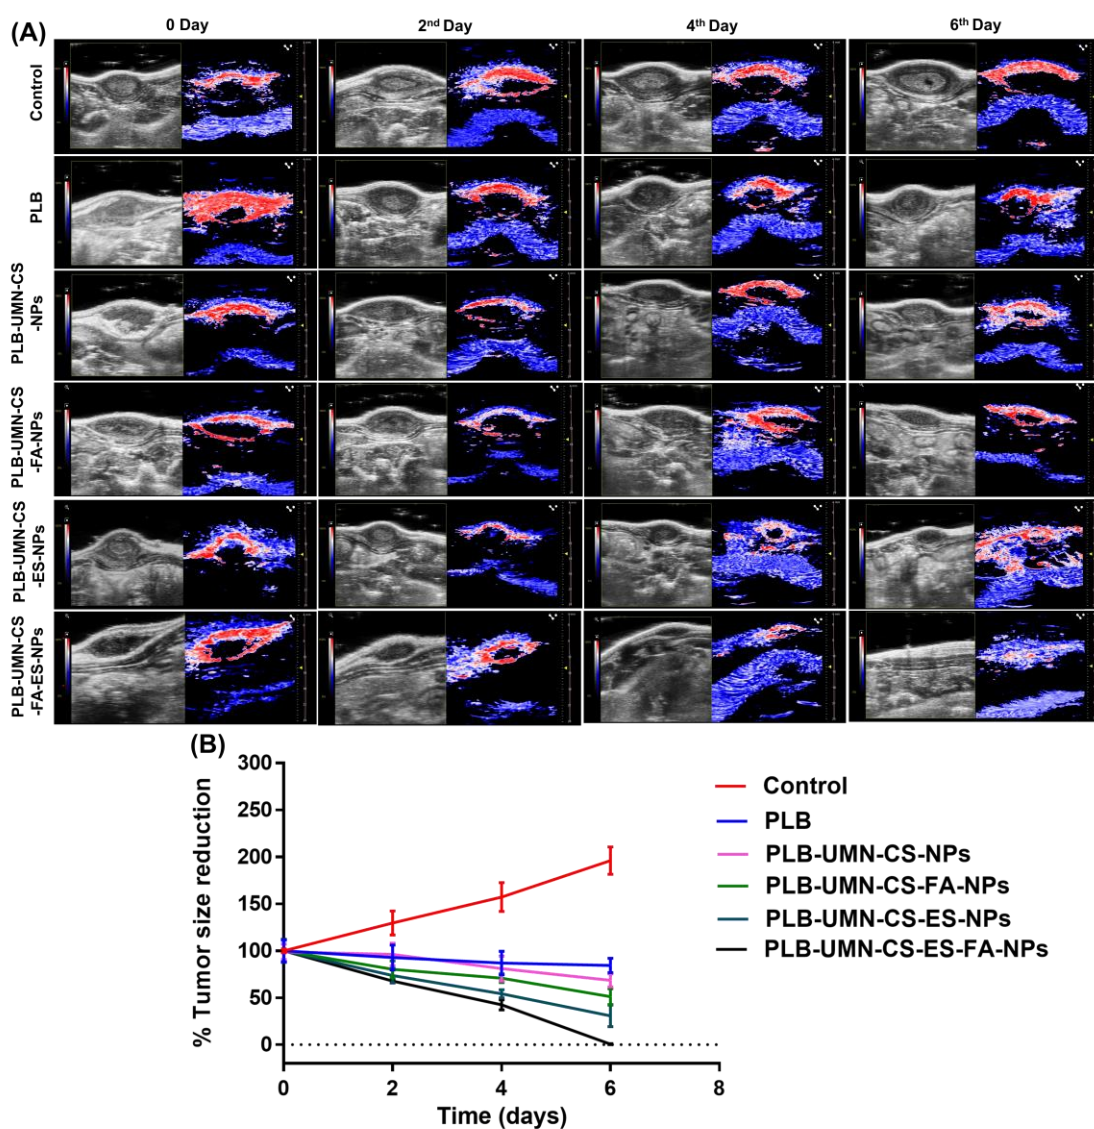 (A)
0 Day
2nd Day
4th Day
6th Day
Control
PLB
PLB-UMN-CS
-NPs
PLB-UMN-CS
-FA-NPs
PLB-UMN-CS
-ES-NPs
PLB-UMN-CS
-FA-ES-NPs
(B)
% Tumor size reduction
300
250
200
150
100
50
0
0
2
4
6
8
Time (days)
Control
PLB
PLB-UMN-CS-NPs
PLB-UMN-CS-FA-NPs
PLB-UMN-CS-ES-NPs
PLB-UMN-CS-ES-FA-NPs